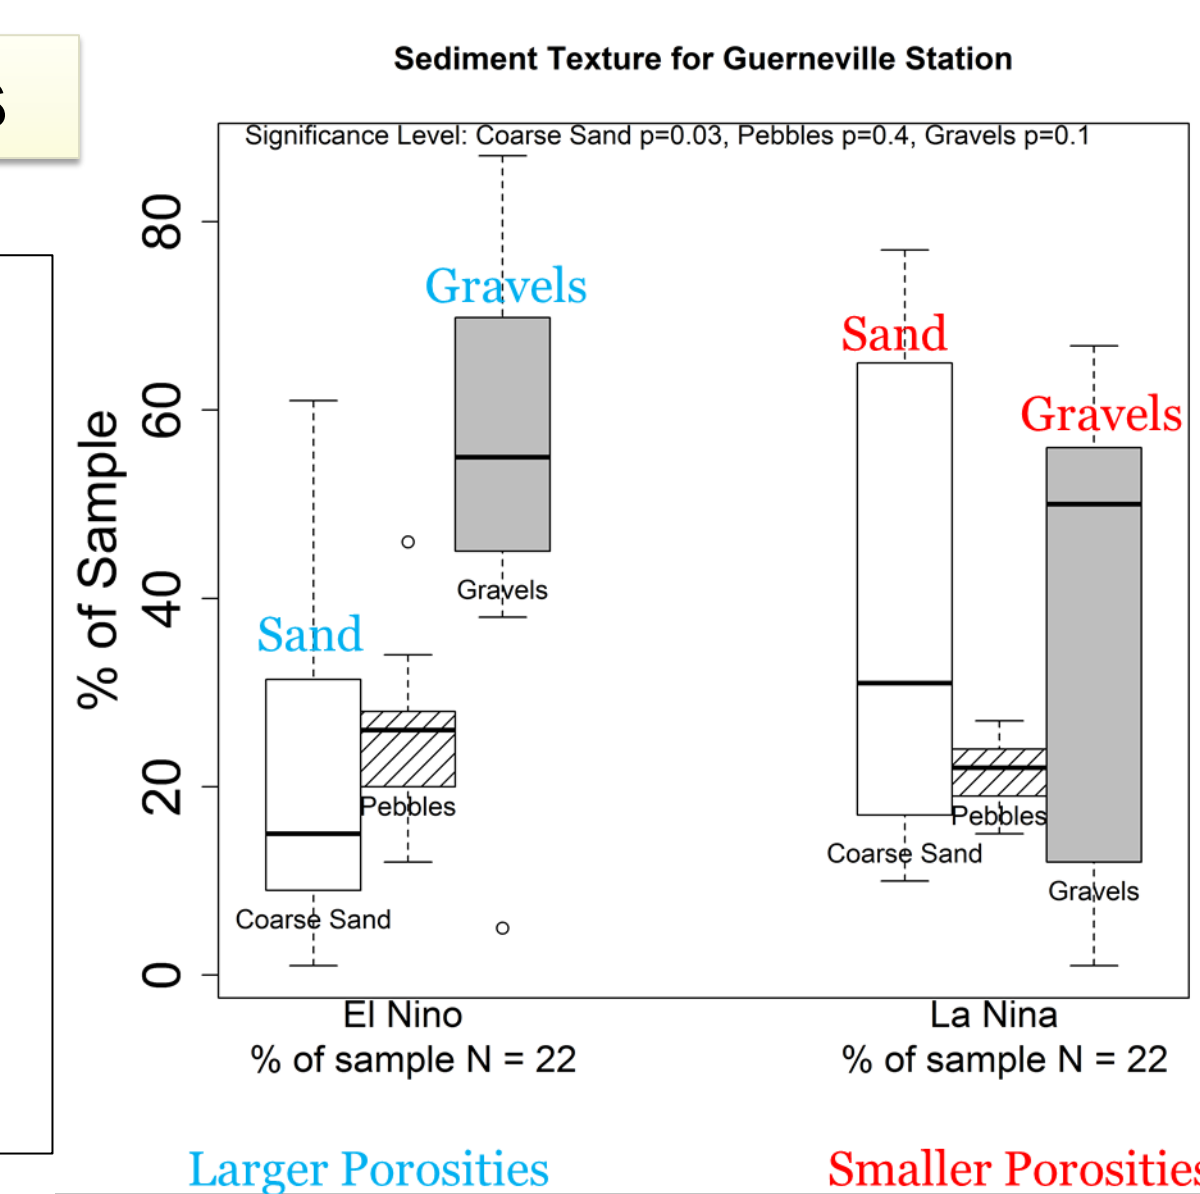 s
Sediment Texture for Guerneville Station
Significance Level: Coarse Sand p=0.03, Pebbles p=0.4, Gravels p=0.1
% of Sample
80
60
40
20
0
Gravels
Sand
Gravels
Sand
Gravels
Pebbles
Pebbles
Coarse Sand
Gravels
Coarse Sand
El Nino
La Nina
% of sample N = 22
% of sample N = 22
Larger Porosities
Smaller Porosities